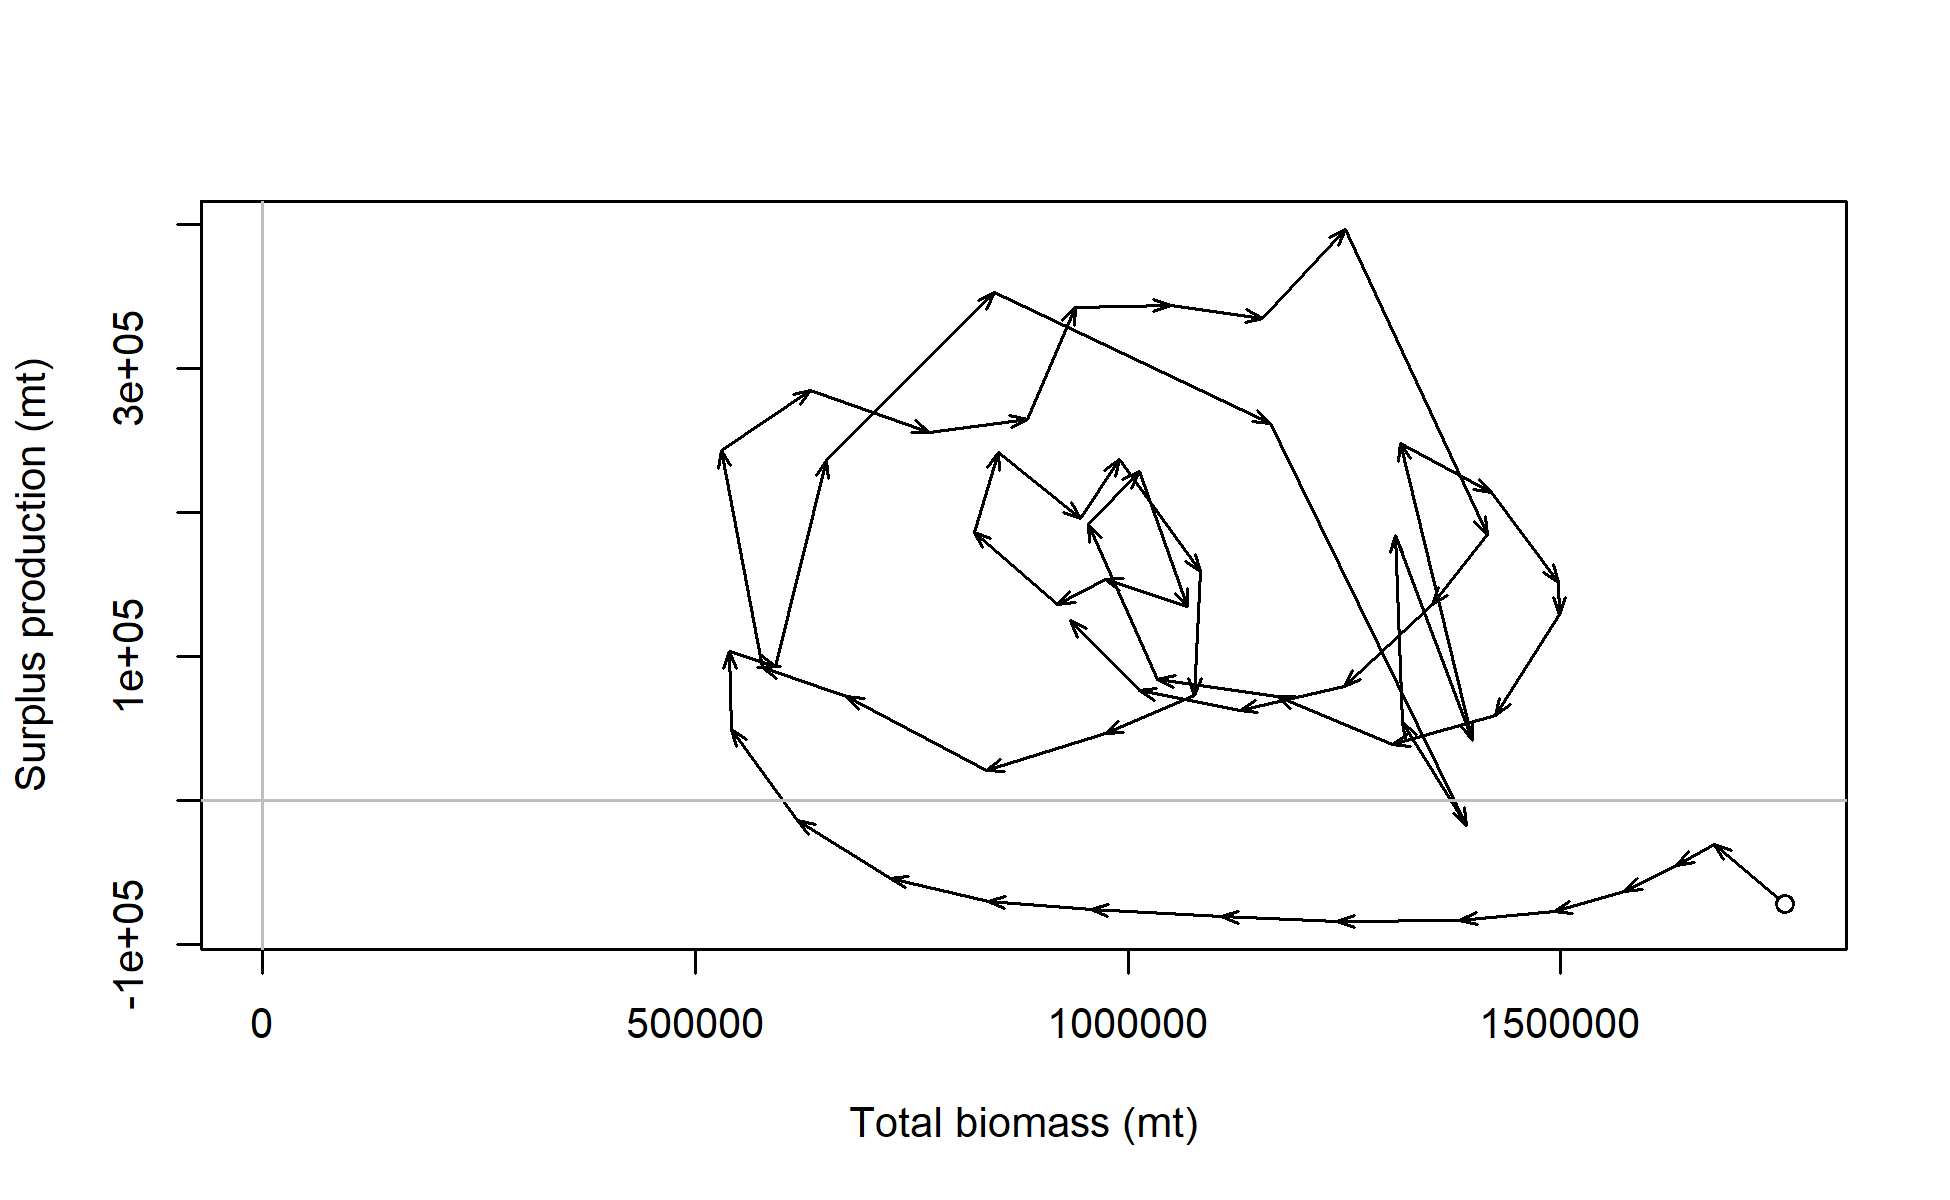 Surplus production (mt)
3e+05
1e+05
-1e+05
0 500000 1000000 1500000
Total biomass (mt)